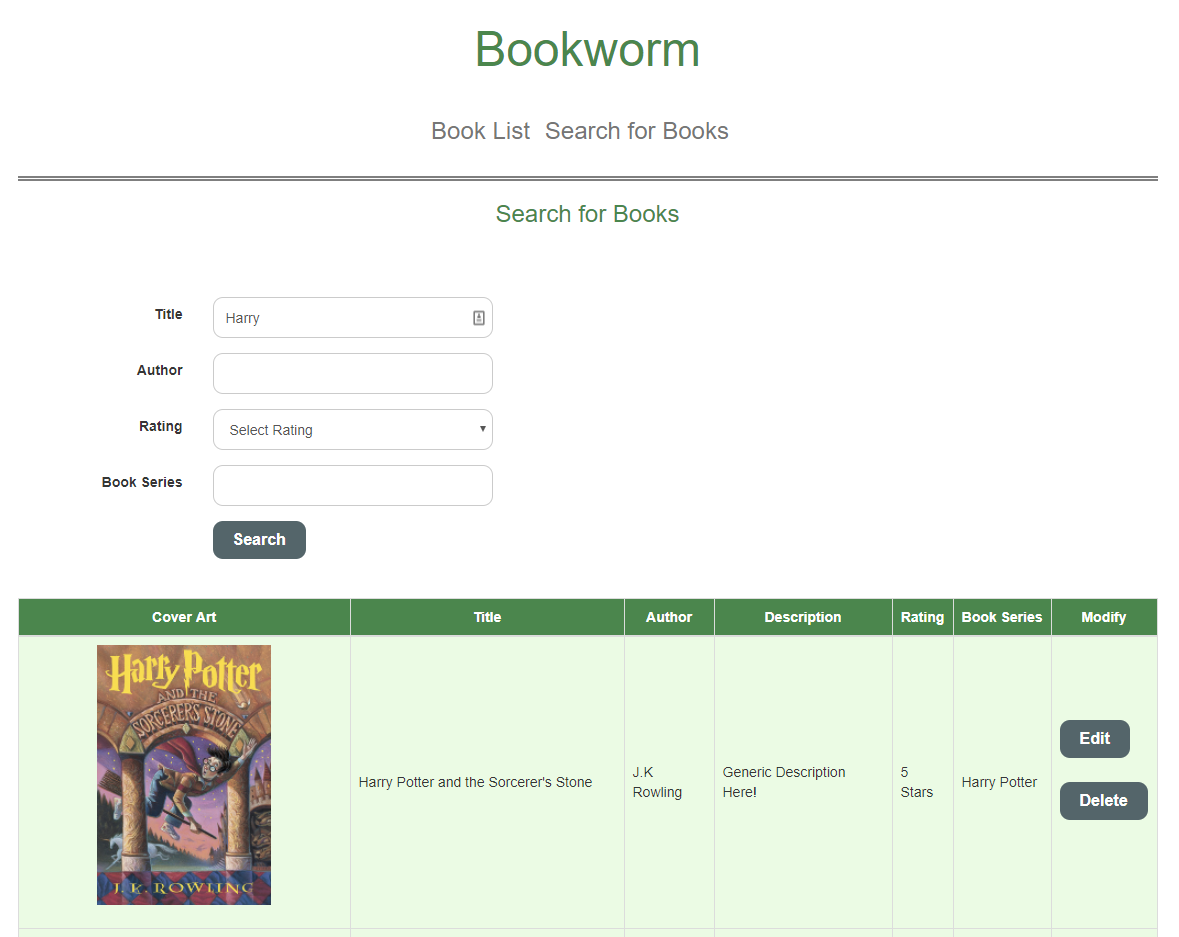 Bookworm
Book List Search for Books
Search for Books
Title
Harry
Author
Rating
Select Rating
Book Series
Search
Cover Art Title Author Description Rating Book Series Modify
Harry Potter
AND THE
SORCERER'S STONE
J. K. ROWLING
Harry Potter and the Sorcerer's Stone
J.K
Rowling
Generic Description
Here!
5
Stars
Harry Potter
Edit
Delete